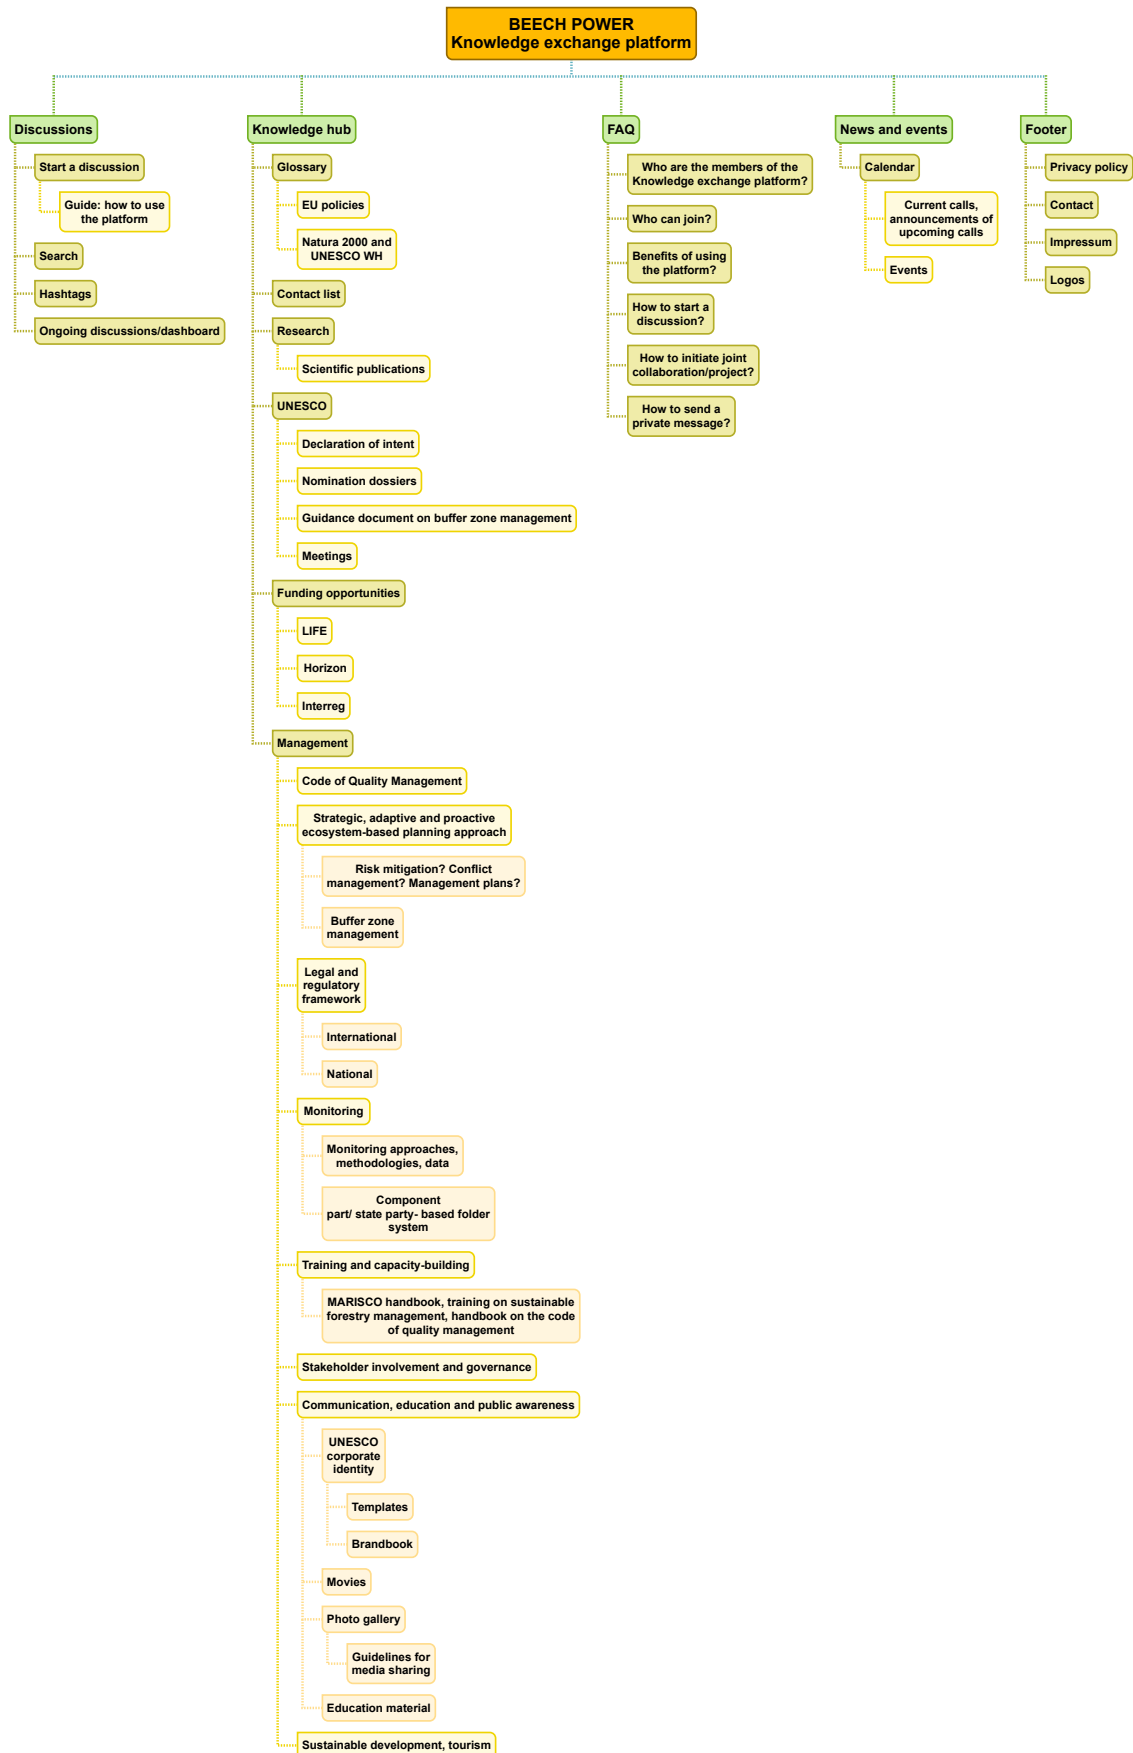 BEECH POWER
Knowledge exchange platform
Discussions
Start a discussion
Guide: how to use
the platform
Search
Hashtags
Ongoing discussions/dashboard
Knowledge hub
Glossary
EU policies
Natura 2000 and
UNESCO WH
Contact list
Research
Scientific publications
UNESCO
Declaration of intent
Nomination dossiers
Guidance document on buffer zone management
Meetings
Funding opportunities
LIFE
Horizon
Interreg
Management
Code of Quality Management
Strategic, adaptive and proactive
ecosystem-based planning approach
Risk mitigation? Conflict
management? Management plans?
Buffer zone
management
Legal and
regulatory
framework
International
National
Monitoring
Monitoring approaches,
methodologies, data
Component
part/ state party- based folder
system
Training and capacity-building
MARISCO handbook, training on sustainable
forestry management, handbook on the code
of quality management
Stakeholder involvement and governance
Communication, education and public awareness
UNESCO
corporate
identity
Templates
Brandbook
Movies
Photo gallery
Guidelines for
media sharing
Education material
Sustainable development, tourism
FAQ
Who are the members of the
Knowledge exchange platform?
Who can join?
Benefits of using
the platform?
How to start a
discussion?
How to initiate joint
collaboration/project?
How to send a
private message?
News and events
Calendar
Current calls,
announcements of
upcoming calls
Events
Footer
Privacy policy
Contact
Impressum
Logos